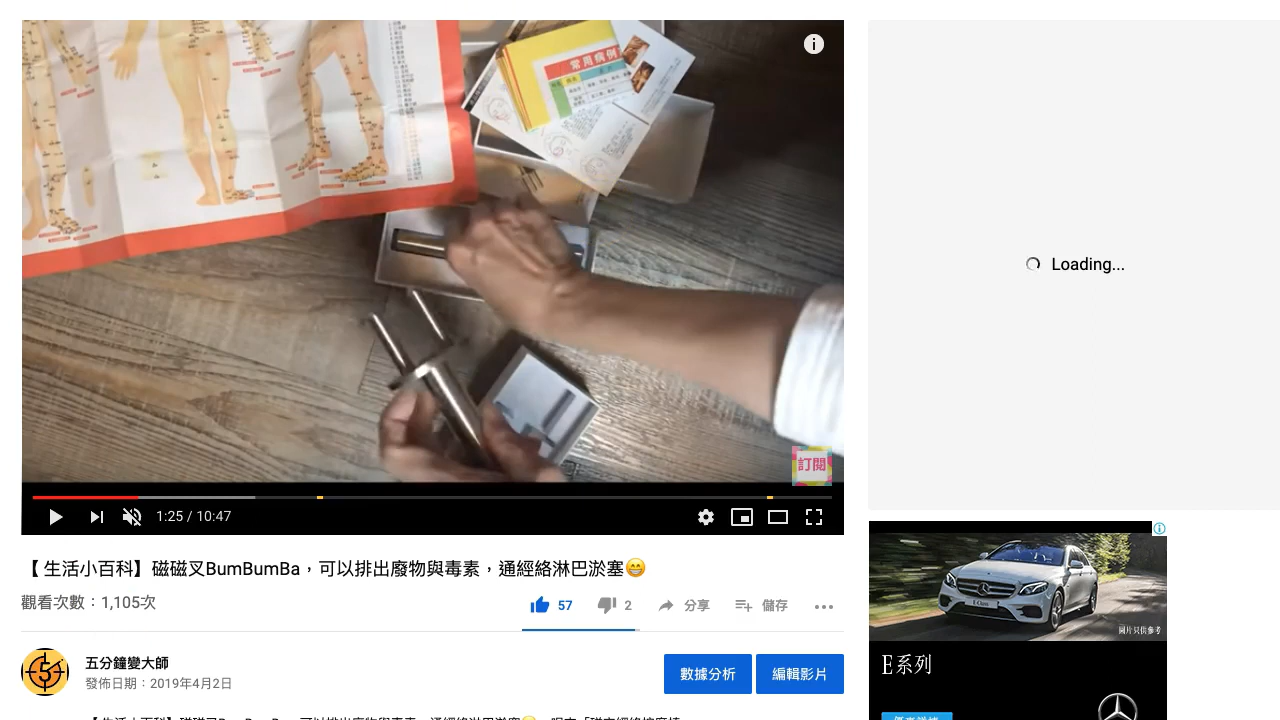 常用病例
訂閱
1:25 / 10:47
Loading...
【 生活小百科】磁磁叉BumBumBa，可以排出廢物與毒素，通經絡淋巴淤塞😁
觀看次數：1,105次
57
2
分享
儲存
五分鐘變大師
發佈日期：2019年4月2日
數據分析
編輯影片
E-Class
圖片只供參考
E系列